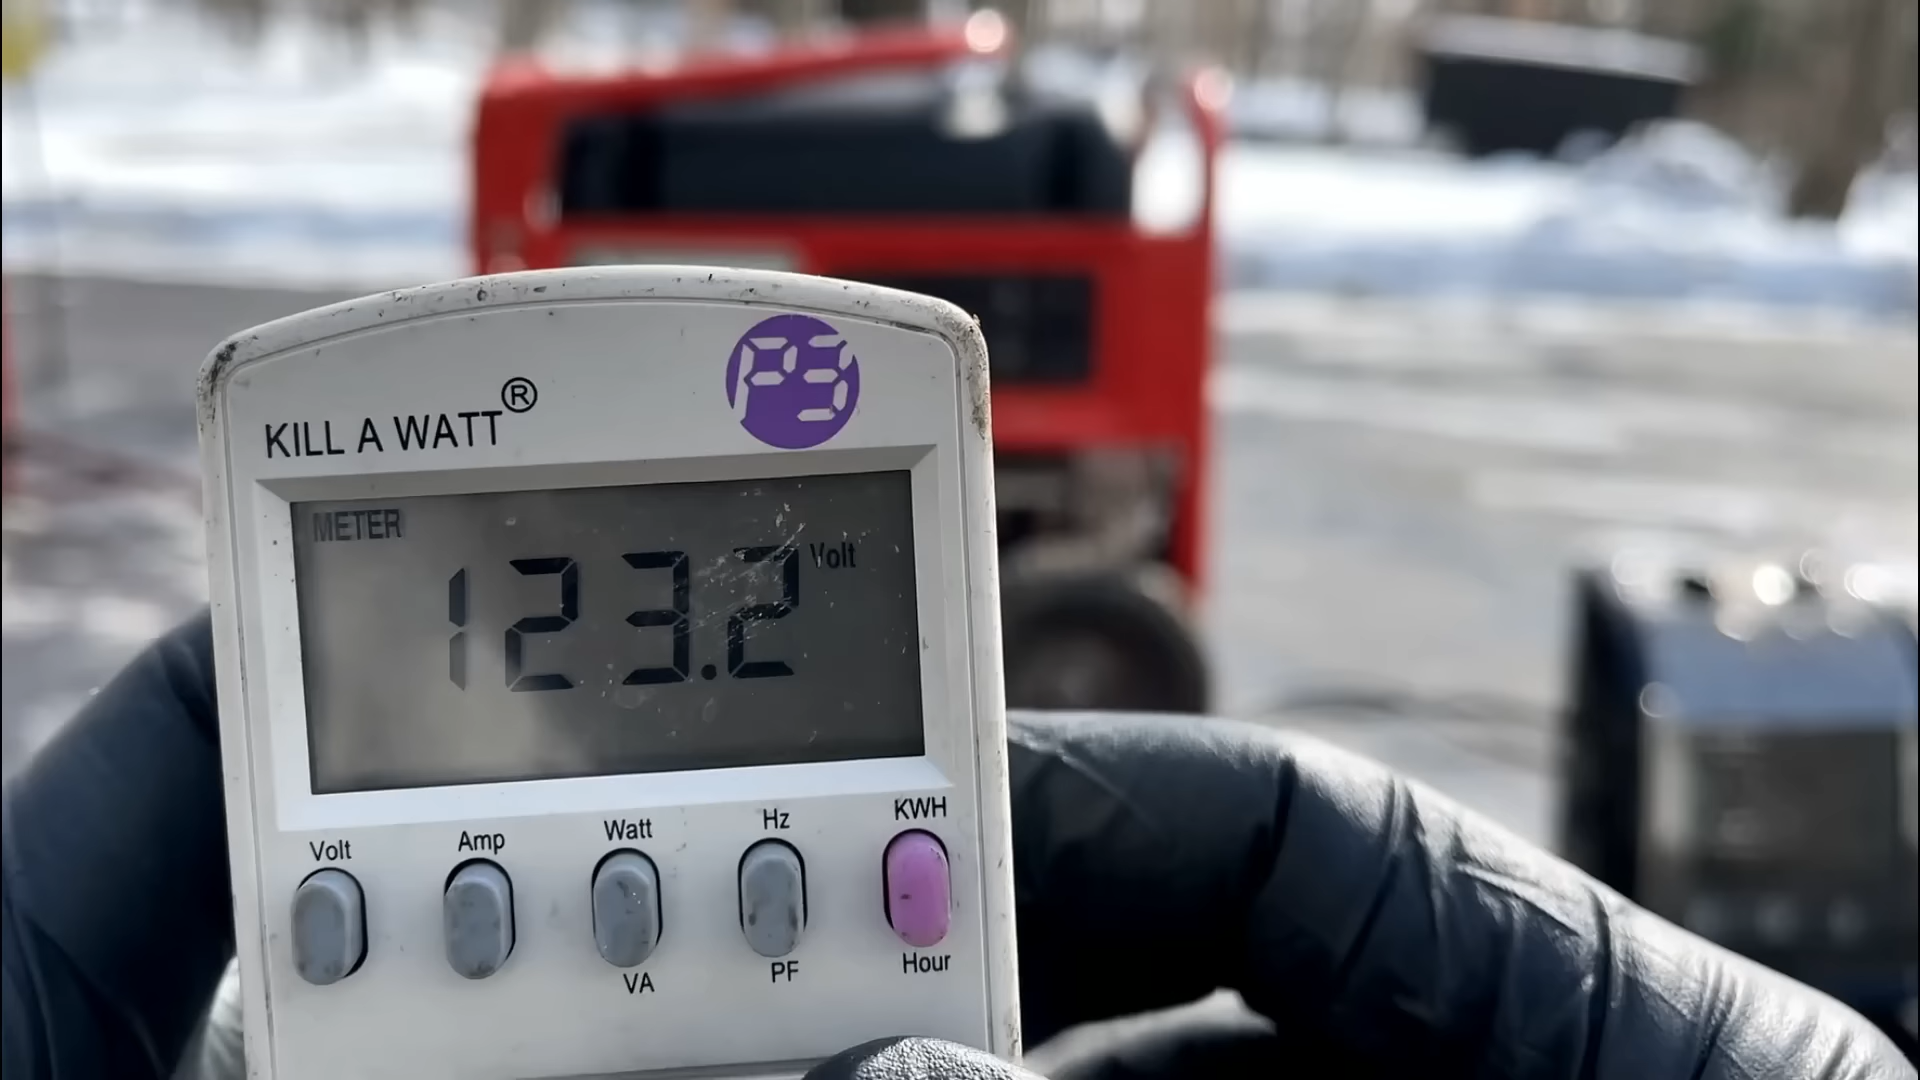 P3
KILL A WATT®
METER
123.2 Volt
Volt Amp Watt Hz KWH
VA PF Hour